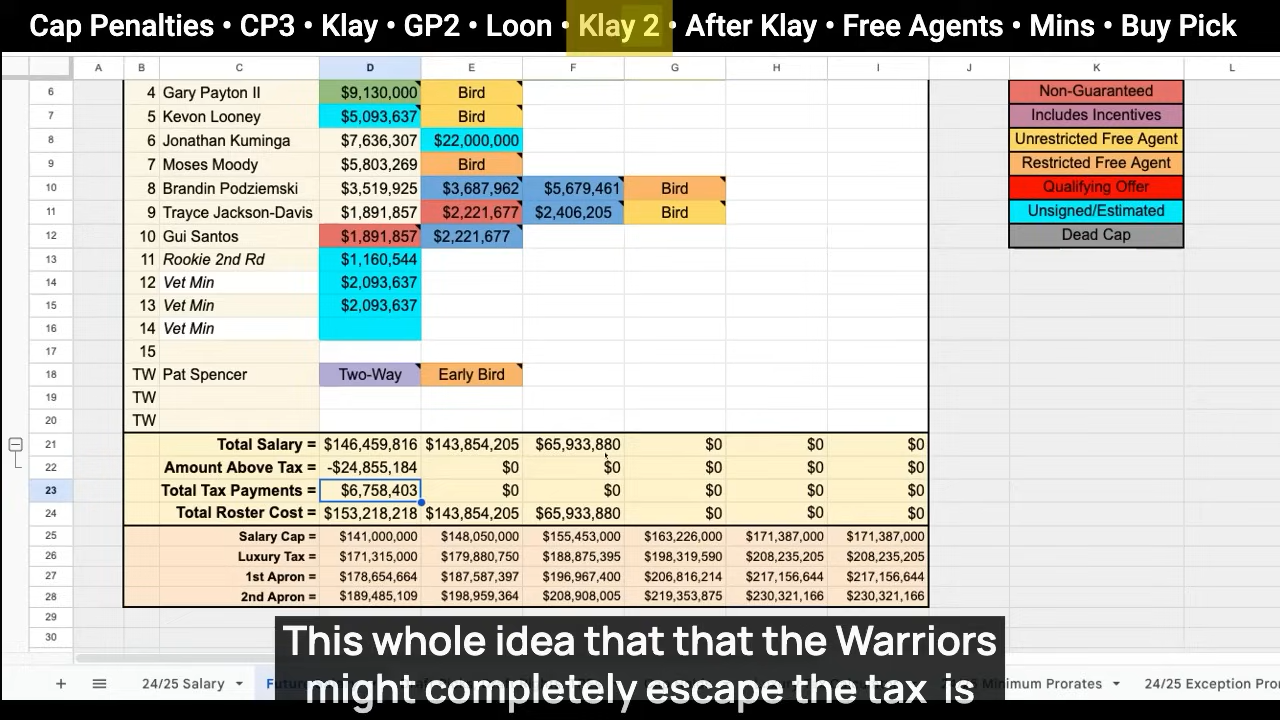 Cap Penalties • CP3 • Klay • GP2 • Loon • Klay 2 • After Klay • Free Agents • Mins • Buy Pick
A B C D E F G H I J K L
6 4 Gary Payton II $9,130,000 Bird Non-Guaranteed
7 5 Kevon Looney $5,093,637 Bird Includes Incentives
8 6 Jonathan Kuminga $7,636,307 $22,000,000 Unrestricted Free Agent
9 7 Moses Moody $5,803,269 Bird Restricted Free Agent
10 8 Brandin Podziemski $3,519,925 $3,687,962 $5,679,461 Bird Qualifying Offer
11 9 Trayce Jackson-Davis $1,891,857 $2,221,677 $2,406,205 Bird Unsigned/Estimated
12 10 Gui Santos $1,891,857 $2,221,677 Dead Cap
13 11 Rookie 2nd Rd $1,160,544
14 12 Vet Min $2,093,637
15 13 Vet Min $2,093,637
16 14 Vet Min
17 15
18 TW Pat Spencer Two-Way Early Bird
19 TW
20 TW
21 Total Salary = $146,459,816 $143,854,205 $65,933,880 $0 $0 $0
22 Amount Above Tax = -$24,855,184 $0 $0 $0 $0 $0
23 Total Tax Payments = $6,758,403 $0 $0 $0 $0 $0
24 Total Roster Cost = $153,218,218 $143,854,205 $65,933,880 $0 $0 $0
25 Salary Cap = $141,000,000 $148,050,000 $155,453,000 $163,226,000 $171,387,000 $171,387,000
26 Luxury Tax = $171,315,000 $179,880,750 $188,875,395 $198,319,590 $208,235,205 $208,235,205
27 1st Apron = $178,654,664 $187,587,397 $196,967,400 $206,816,214 $217,156,644 $217,156,644
28 2nd Apron = $189,485,109 $198,959,364 $208,908,005 $219,353,875 $230,321,166 $230,321,166
29
30
This whole idea that that the Warriors
might completely escape the tax is
24/25 Salary Minimum Prorates 24/25 Exception